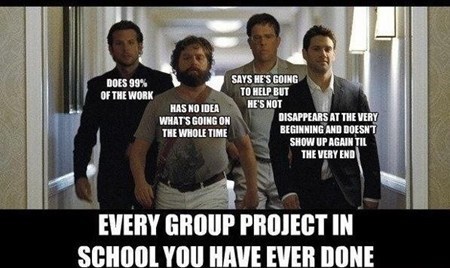 DOES 99%
OF THE WORK
HAS NO IDEA
WHAT'S GOING ON
THE WHOLE TIME
SAYS HE'S GOING
TO HELP BUT
HE'S NOT
DISAPPEARS AT THE VERY
BEGINNING AND DOESN'T
SHOW UP AGAIN TIL
THE VERY END
EVERY GROUP PROJECT IN
SCHOOL YOU HAVE EVER DONE